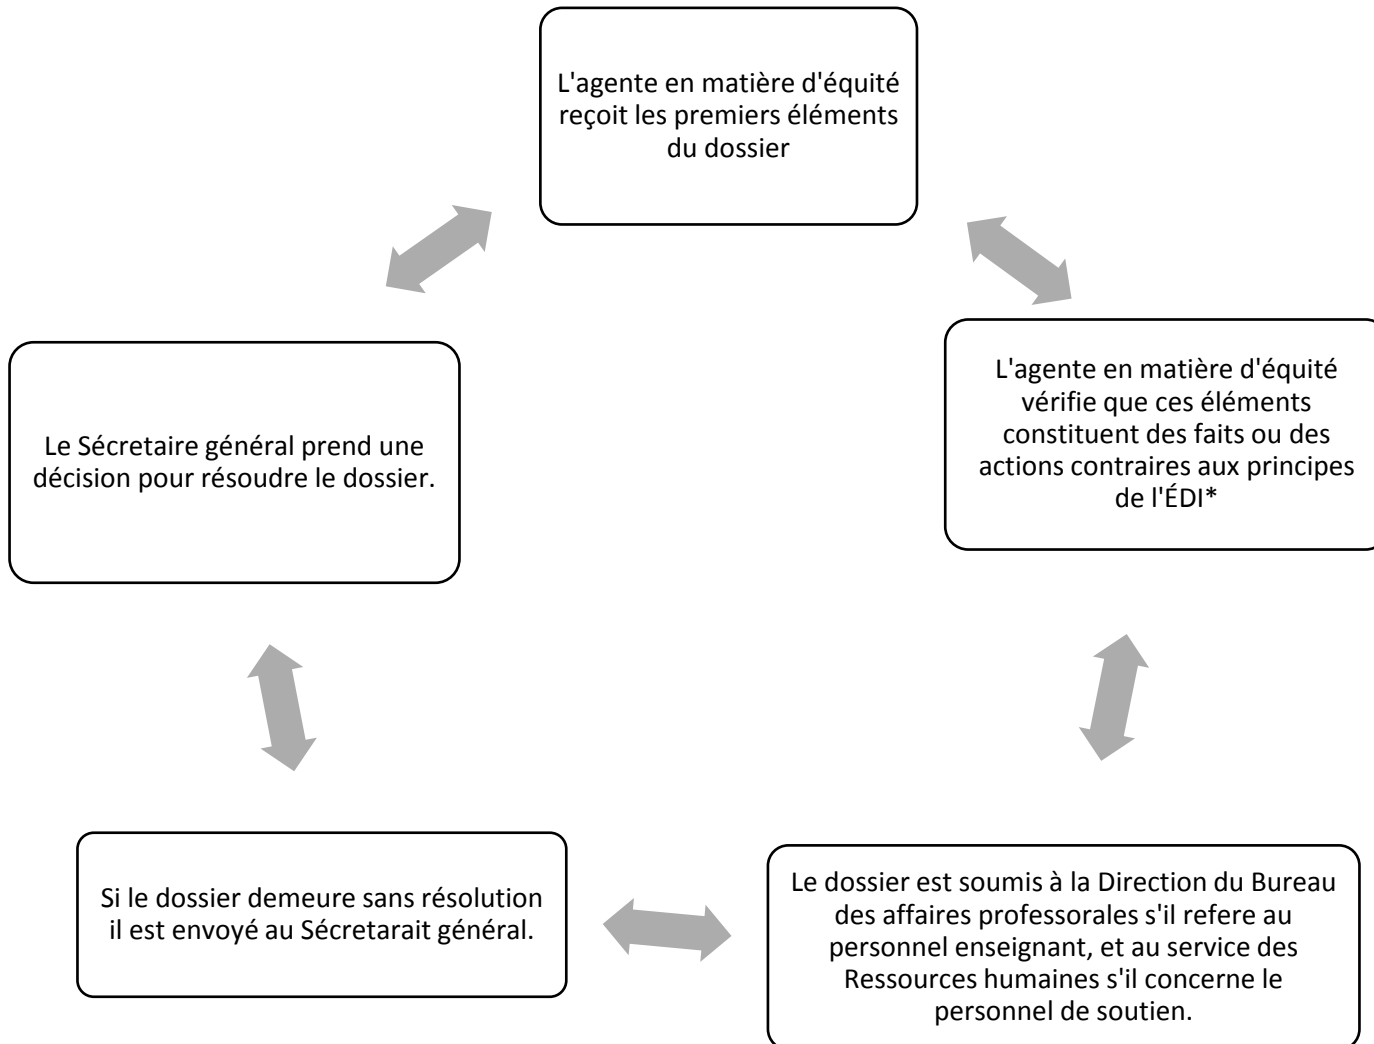 L'agente en matière d'équité
reçoit les premiers éléments
du dossier
L'agente en matière d'équité
vérifie que ces éléments
constituent des faits ou des
actions contraires aux principes
de l'ÉDI*
Le dossier est soumis à la Direction du Bureau
des affaires professorales s'il refere au
personnel enseignant, et au service des
Ressources humaines s'il concerne le
personnel de soutien.
Si le dossier demeure sans résolution
il est envoyé au Sécretarait général.
Le Sécretaire général prend une
décision pour résoudre le dossier.